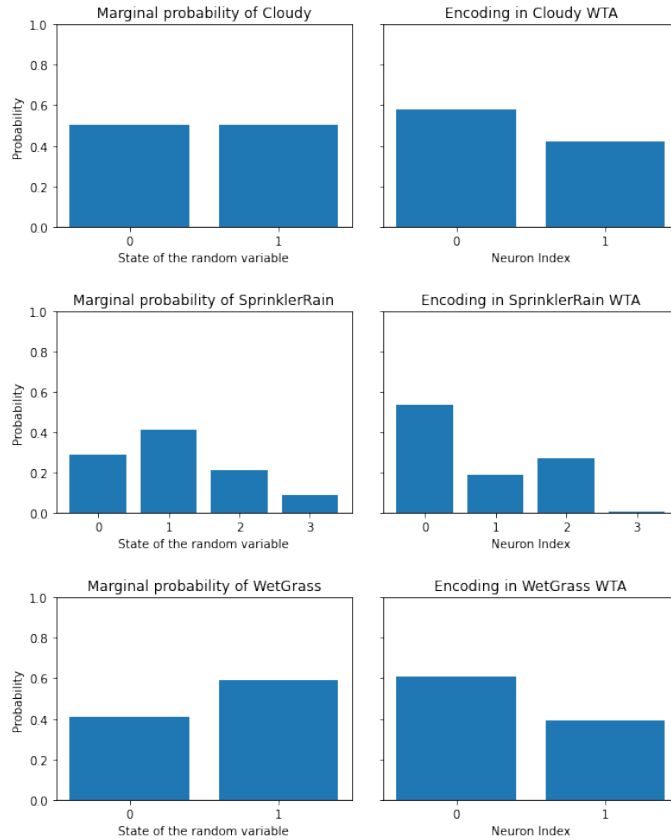 Marginal probability of Cloudy
Encoding in Cloudy WTA
1.0
0.8
0.6
0.4
0.2
0.0
Probability
0 1
State of the random variable
0 1
Neuron Index
Marginal probability of SprinklerRain
Encoding in SprinklerRain WTA
1.0
0.8
0.6
0.4
0.2
0.0
Probability
0 1 2 3
State of the random variable
0 1 2 3
Neuron Index
Marginal probability of WetGrass
Encoding in WetGrass WTA
1.0
0.8
0.6
0.4
0.2
0.0
Probability
0 1
State of the random variable
0 1
Neuron Index